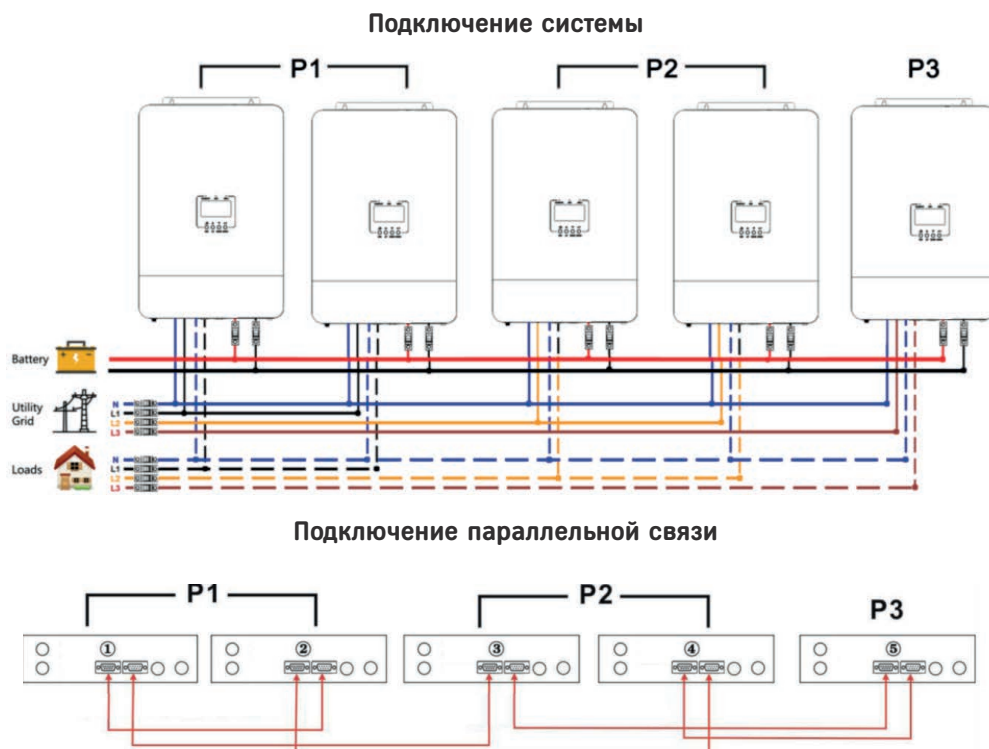 Подключение системы
P1 P2 P3
Battery
Utility
Grid
N
L1
L2
L3
Loads
N
L1
L2
L3
Подключение параллельной связи
P1 P2 P3
① ② ③ ④ ⑤